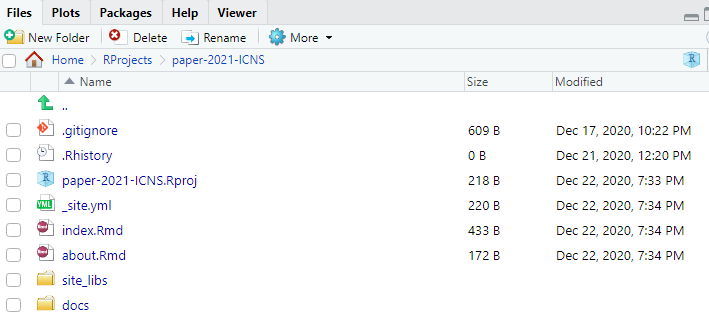 Files Plots Packages Help Viewer
New Folder Delete Rename More
Home RProjects paper-2021-ICNS
Name Size Modified
..
.gitignore 609 B Dec 17, 2020, 10:22 PM
.Rhistory 0 B Dec 21, 2020, 12:20 PM
paper-2021-ICNS.Rproj 218 B Dec 22, 2020, 7:33 PM
_site.yml 220 B Dec 22, 2020, 7:34 PM
index.Rmd 433 B Dec 22, 2020, 7:34 PM
about.Rmd 172 B Dec 22, 2020, 7:34 PM
site_libs
docs